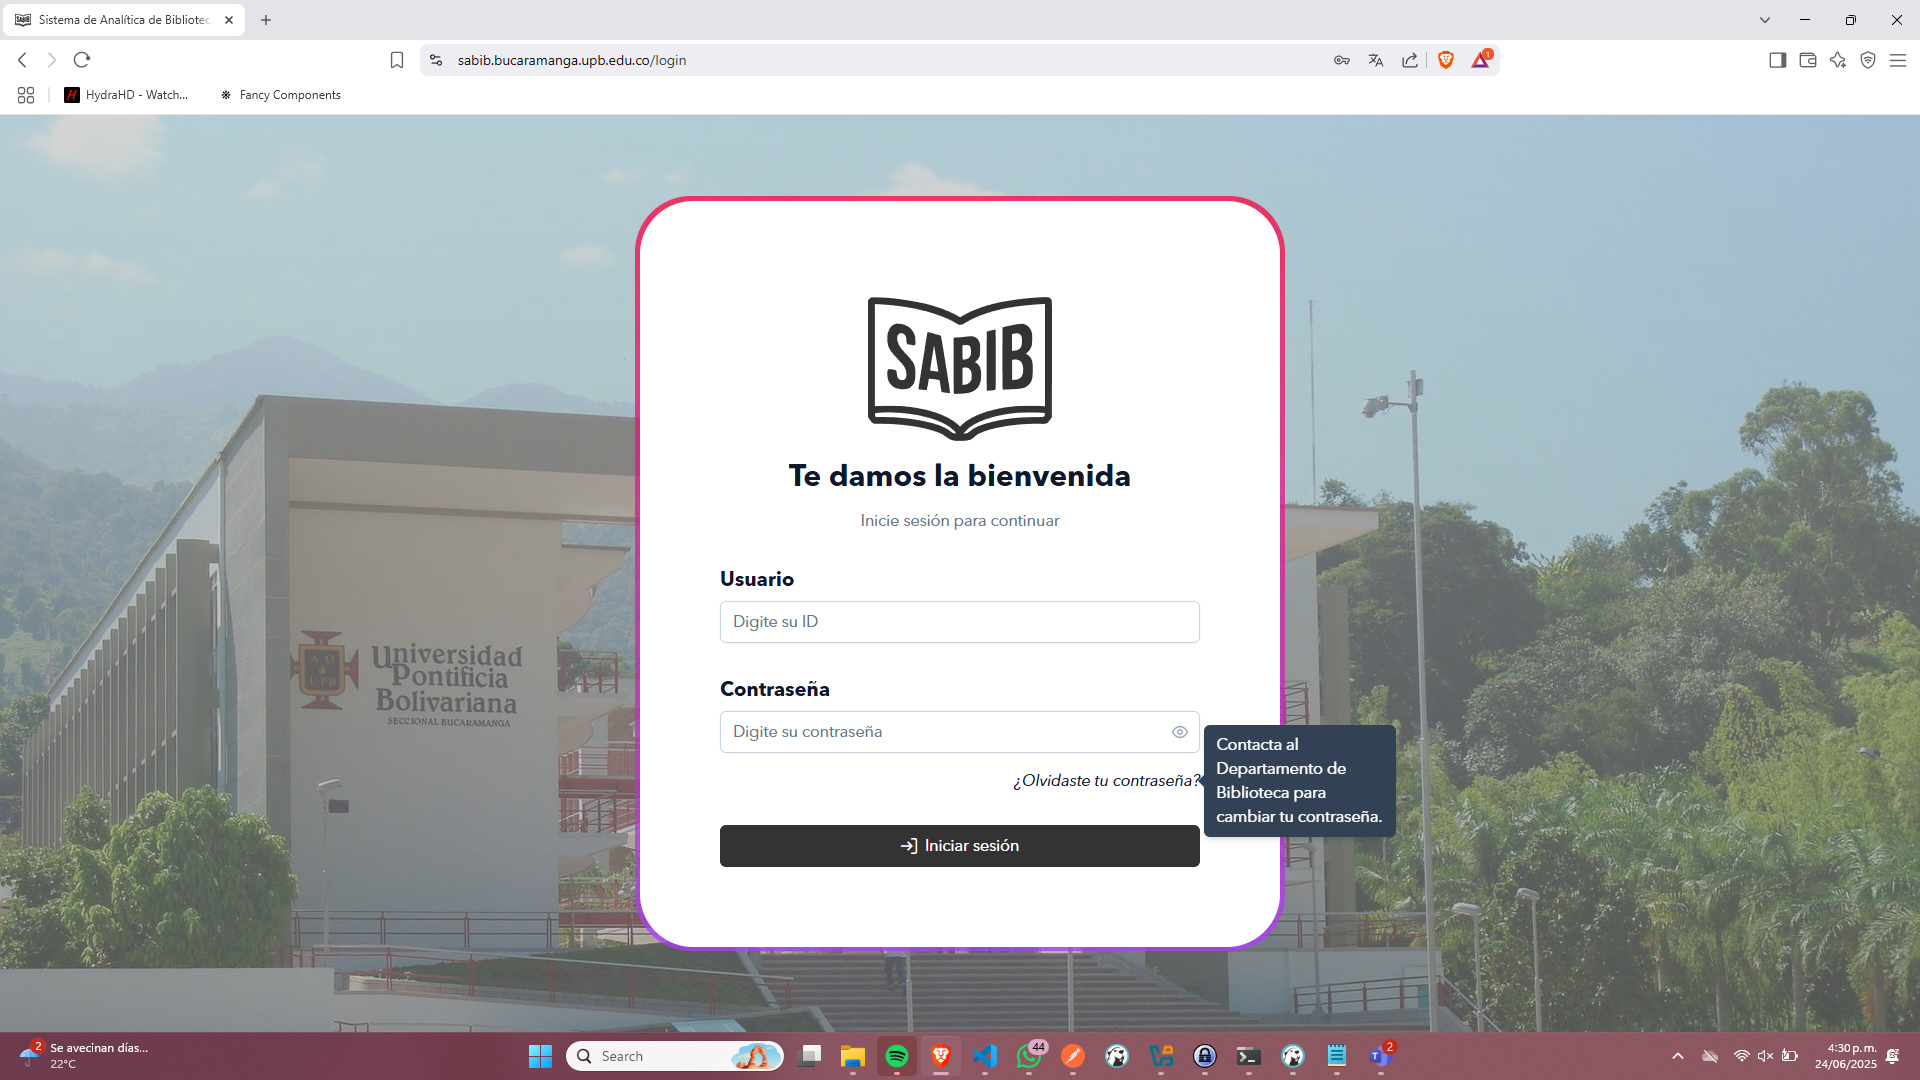 Sistema de Analítica de Bibliotec
sabib.bucaramanga.upb.edu.co/login
1
HydraHD - Watch...
Fancy Components
SABIB
Te damos la bienvenida
Inicie sesión para continuar
Usuario
Digite su ID
Contraseña
Digite su contraseña
¿Olvidaste tu contraseña?
Contacta al
Departamento de
Biblioteca para
cambiar tu contraseña.
Iniciar sesión
UPB
Universidad
Pontificia
Bolivariana
SECCIONAL BUCARAMANGA
2
Se avecinan días...
22°C
Search
44
2
4:30 p.m.
24/06/2025